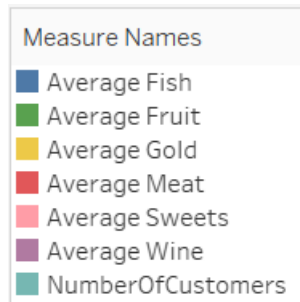 Measure Names
Average Fish
Average Fruit
Average Gold
Average Meat
Average Sweets
Average Wine
NumberOfCustomers